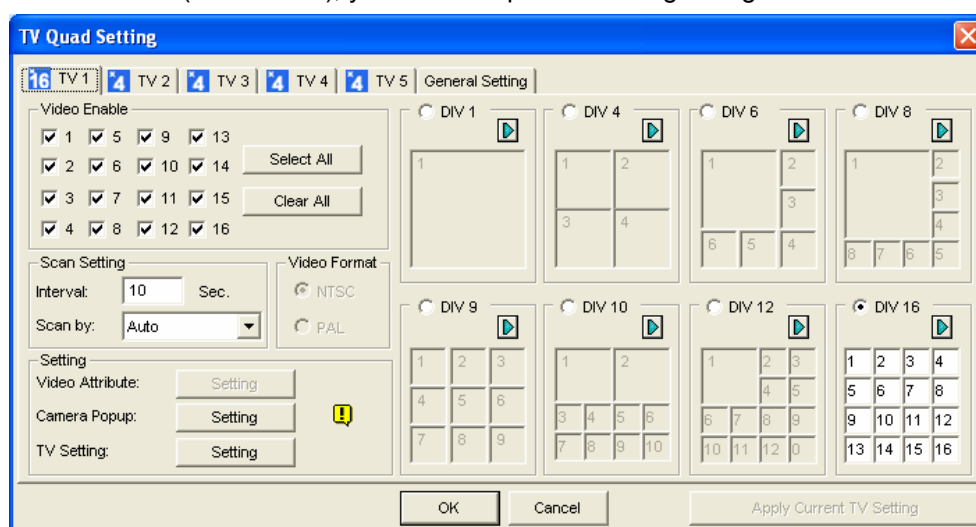 TV Quad Setting
16 TV 1 4 TV 2 4 TV 3 4 TV 4 4 TV 5 General Setting
Video Enable
1 5 9 13
2 6 10 14 Select All
3 7 11 15 Clear All
4 8 12 16
Scan Setting
Interval: 10 Sec.
Scan by: Auto
Video Format
NTSC
PAL
Setting
Video Attribute: Setting
Camera Popup: Setting
TV Setting: Setting
DIV 1
1
DIV 4
1 2
3 4
DIV 6
1 2
3
6 5 4
DIV 8
1 2
3
4
8 7 6 5
DIV 9
1 2 3
4 5 6
7 8 9
DIV 10
1 2
3 4 5 6
7 8 9 10
DIV 12
1 2 3
4 5
6 7 8 9
10 11 12 0
DIV 16
1 2 3 4
5 6 7 8
9 10 11 12
13 14 15 16
OK Cancel Apply Current TV Setting